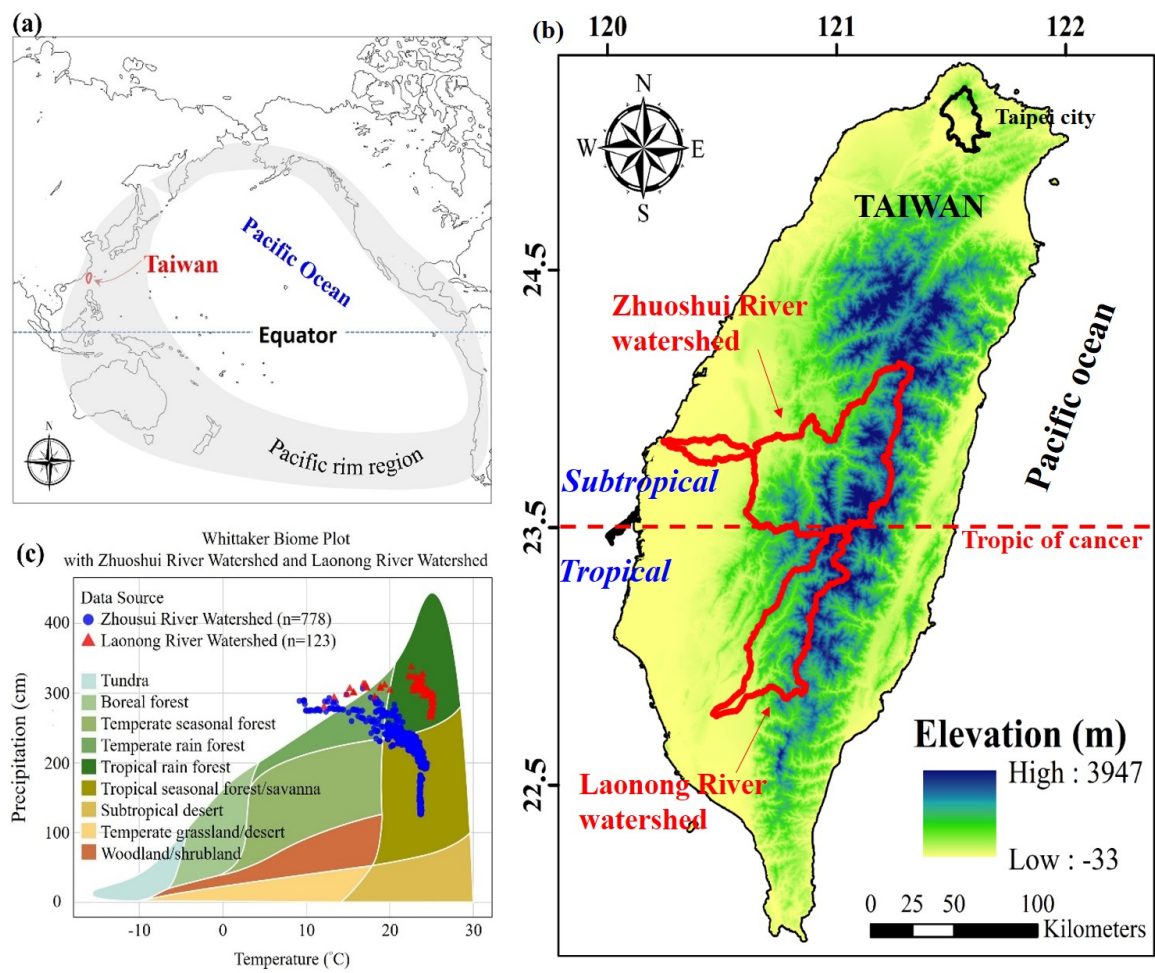 (a)
Taiwan
Pacific Ocean
Equator
Pacific rim region
N
(b)
120
121
122
N
W
E
S
Taipei city
TAIWAN
24.5
Zhuoshui River
watershed
Pacific ocean
Subtropical
23.5
Tropic of cancer
Tropical
Laonong River
watershed
22.5
Elevation (m)
High : 3947
Low : -33
0 25 50 100
Kilometers
(c)
Whittaker Biome Plot
with Zhuoshui River Watershed and Laonong River Watershed
Data Source
Zhousui River Watershed (n=778)
Laonong River Watershed (n=123)
Tundra
Boreal forest
Temperate seasonal forest
Temperate rain forest
Tropical rain forest
Tropical seasonal forest/savanna
Subtropical desert
Temperate grassland/desert
Woodland/shrubland
Precipitation (cm)
400
300
200
100
0
-10 0 10 20 30
Temperature (°C)